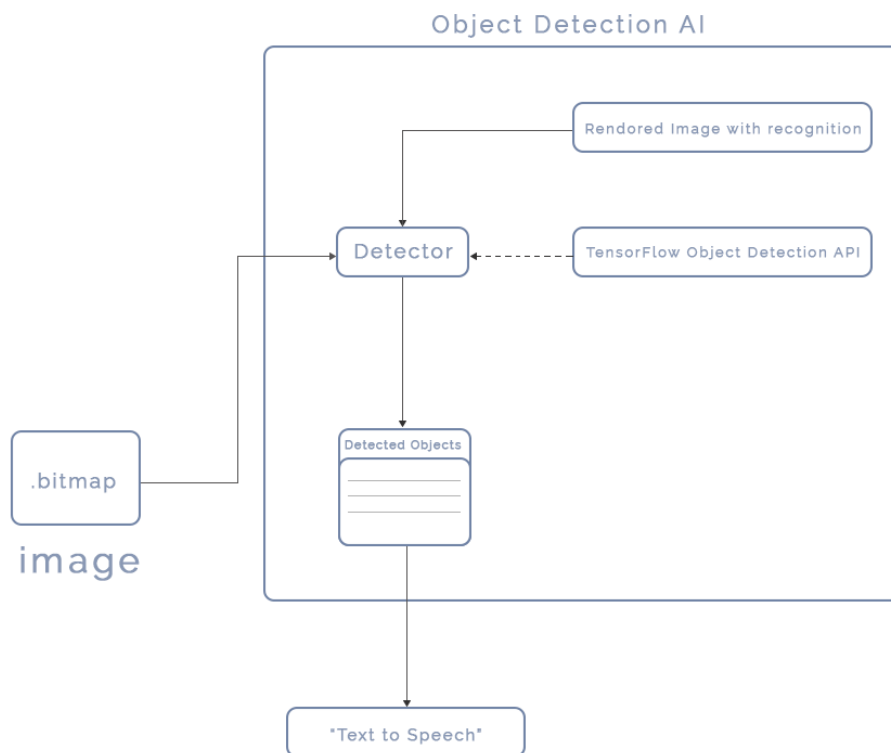 Object Detection AI
Rendored Image with recognition
Detector
TensorFlow Object Detection API
Detected Objects
.bitmap
image
"Text to Speech"